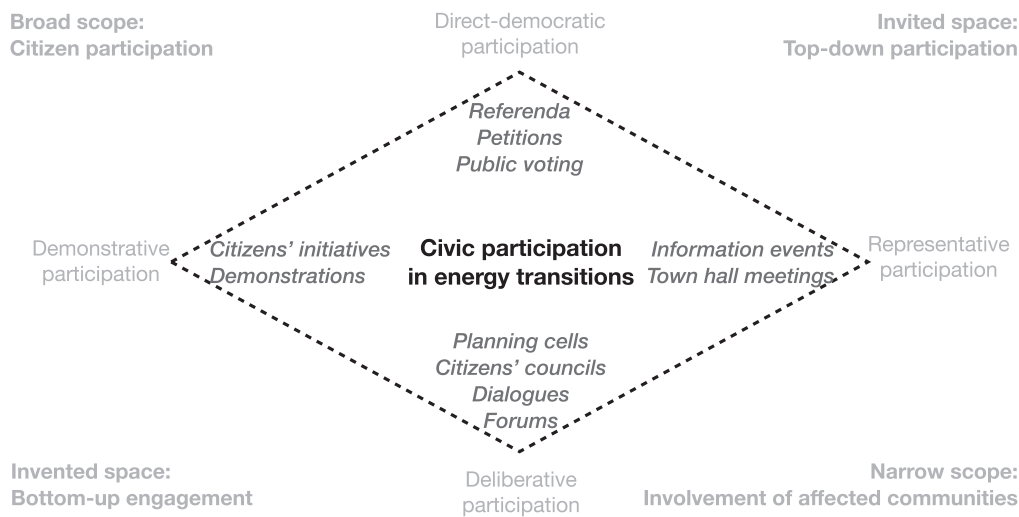 Broad scope:
Citizen participation
Direct-democratic
participation
Invited space:
Top-down participation
Referenda
Petitions
Public voting
Demonstrative
participation
Citizens’ initiatives
Demonstrations
Civic participation
in energy transitions
Information events
Town hall meetings
Representative
participation
Planning cells
Citizens’ councils
Dialogues
Forums
Invented space:
Bottom-up engagement
Deliberative
participation
Narrow scope:
Involvement of affected communities